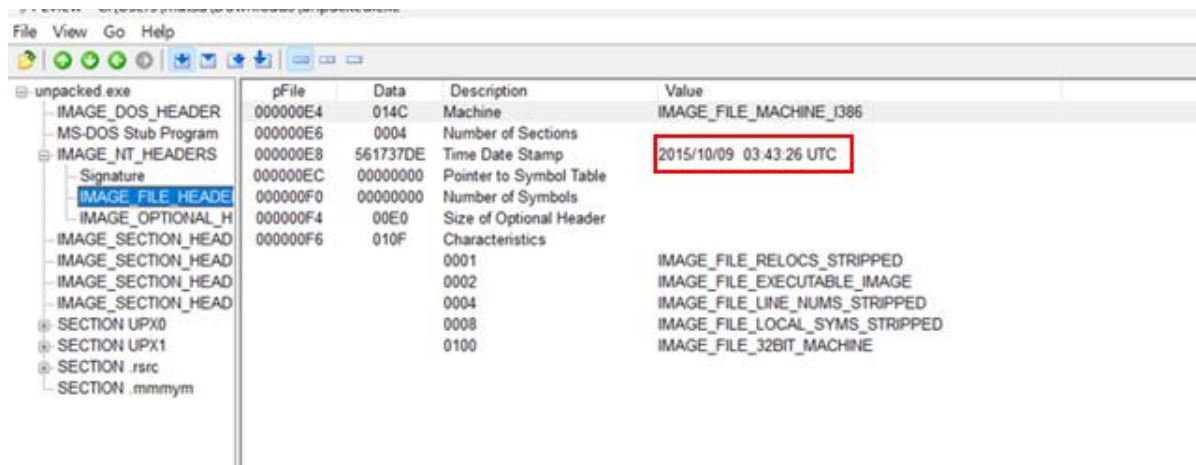 File View Go Help
unpacked.exe
IMAGE_DOS_HEADER
MS-DOS Stub Program
IMAGE_NT_HEADERS
Signature
IMAGE_FILE_HEADE
IMAGE_OPTIONAL_H
IMAGE_SECTION_HEAD
IMAGE_SECTION_HEAD
IMAGE_SECTION_HEAD
IMAGE_SECTION_HEAD
SECTION UPX0
SECTION UPX1
SECTION .rsrc
SECTION .mmmym
pFile Data Description Value
000000E4 014C Machine IMAGE_FILE_MACHINE_I386
000000E6 0004 Number of Sections
000000E8 561737DE Time Date Stamp 2015/10/09 03:43:26 UTC
000000EC 00000000 Pointer to Symbol Table
000000F0 00000000 Number of Symbols
000000F4 00E0 Size of Optional Header
000000F6 010F Characteristics
0001 IMAGE_FILE_RELOCS_STRIPPED
0002 IMAGE_FILE_EXECUTABLE_IMAGE
0004 IMAGE_FILE_LINE_NUMS_STRIPPED
0008 IMAGE_FILE_LOCAL_SYMS_STRIPPED
0100 IMAGE_FILE_32BIT_MACHINE